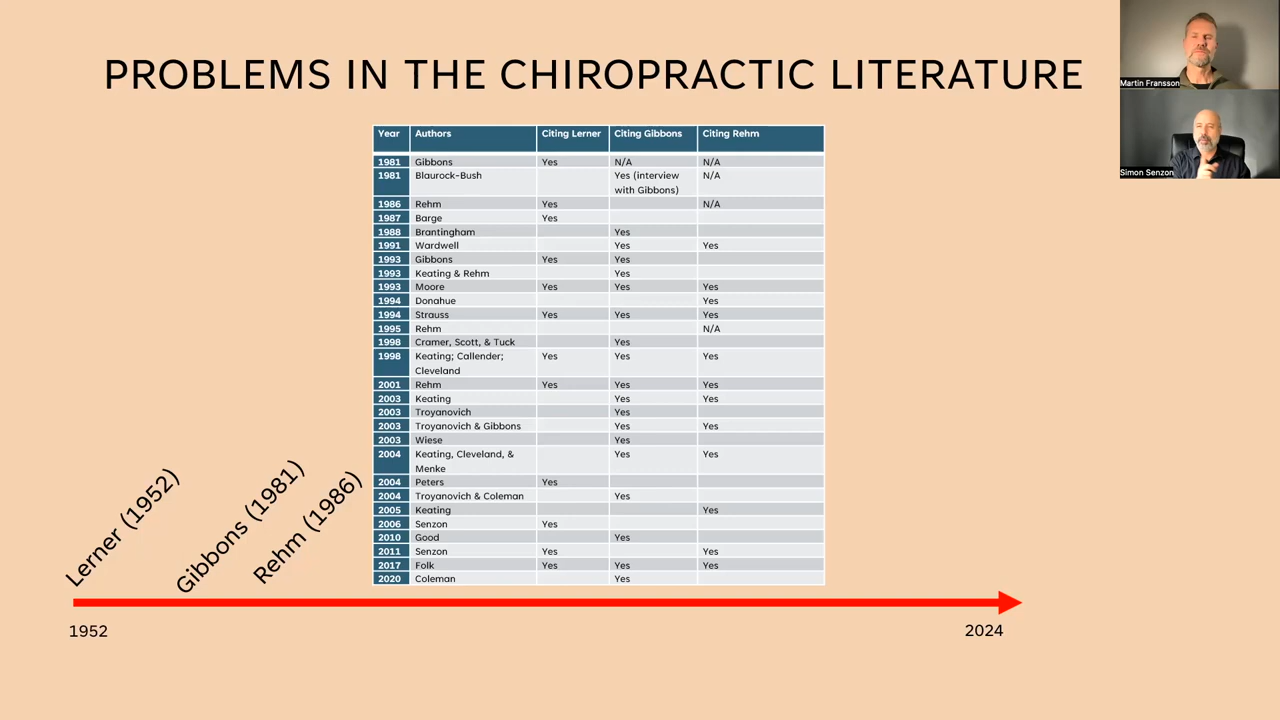 PROBLEMS IN THE CHIROPRACTIC LITERATURE
Martin Fransson
Simon Senzon
Year Authors Citing Lerner Citing Gibbons Citing Rehm
1981 Gibbons Yes N/A N/A
1981 Blaurock-Bush Yes (interview N/A
with Gibbons)
1986 Rehm Yes N/A
1987 Barge Yes
1988 Brantingham Yes
1991 Wardwell Yes Yes
1993 Gibbons Yes Yes
1993 Keating & Rehm Yes
1993 Moore Yes Yes Yes
1994 Donahue Yes
1994 Strauss Yes Yes Yes
1995 Rehm N/A
1998 Cramer, Scott, & Tuck Yes
1998 Keating; Callender; Yes Yes Yes
Cleveland
2001 Rehm Yes Yes Yes
2003 Keating Yes Yes
2003 Troyanovich Yes
2003 Troyanovich & Gibbons Yes Yes
2003 Wiese Yes
2004 Keating, Cleveland, & Yes Yes
Menke
2004 Peters Yes
2004 Troyanovich & Coleman Yes
2005 Keating Yes
2006 Senzon Yes
2010 Good Yes
2011 Senzon Yes Yes
2017 Folk Yes Yes Yes
2020 Coleman Yes
Lerner (1952)
Gibbons (1981)
Rehm (1986)
1952
2024